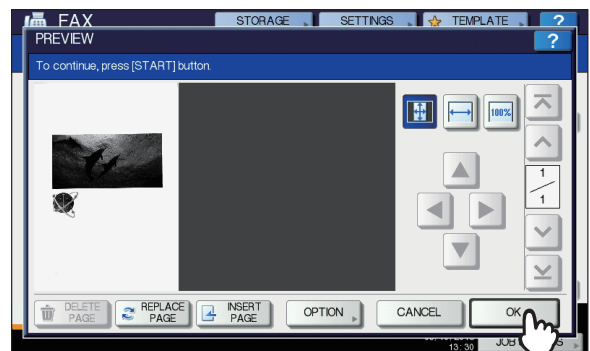 FAX STORAGE SETTINGS TEMPLATE ?
PREVIEW ?
To continue, press [START] button.
100%
1
1
DELETE PAGE
REPLACE PAGE
INSERT PAGE
OPTION
CANCEL
OK
13:30
JOB